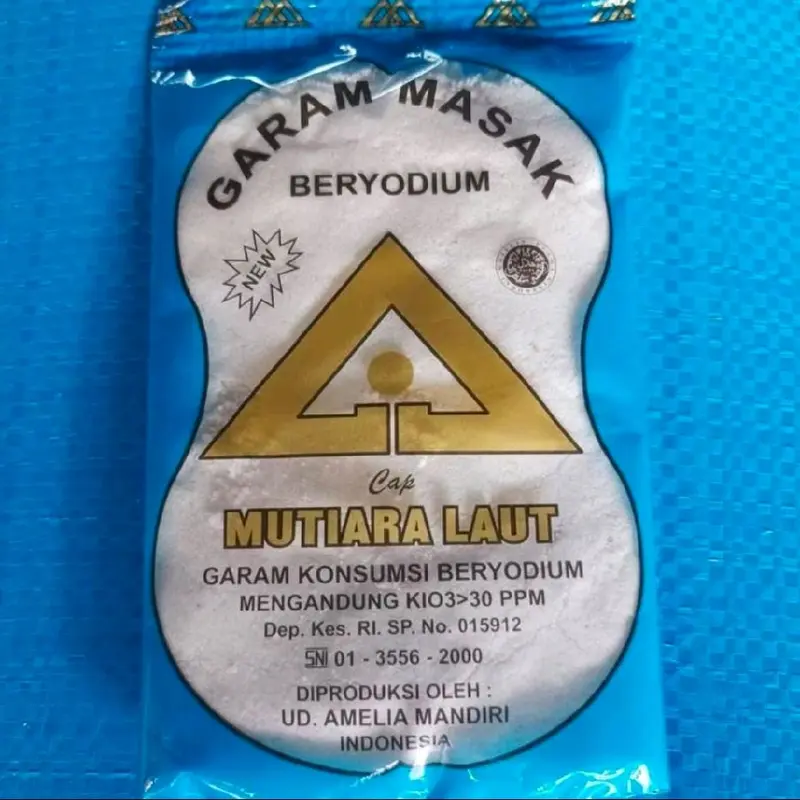 GARAM MASAK
BERYODIUM
NEW
Cap
MUTIARA LAUT
GARAM KONSUMSI BERYODIUM
MENGANDUNG KIO3>30 PPM
Dep. Kes. RI. SP. No. 015912
SNI 01 - 3556 - 2000
DIPRODUKSI OLEH :
UD. AMELIA MANDIRI
INDONESIA